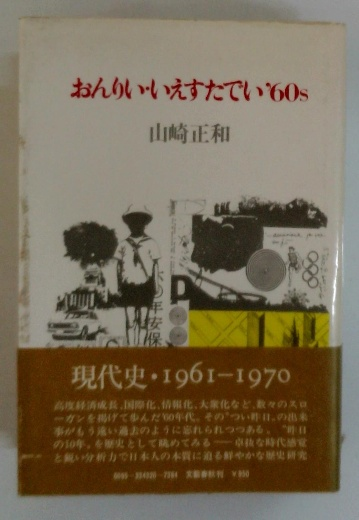 おんりい・いえすたでい'60s
山崎正和
年安保
現代史・1961–1970
高度経済成長、国際化、情報化、大衆化など、数々のスロ
ーガンを掲げて歩んだ'60年代。その"つい昨日"の出来
事がもう遠い過去のように忘れられつつある。"昨日
の10年"を歴史として眺めてみる——卓抜な時代感覚
と鋭い分析力で日本人の本質に迫る鮮やかな歴史研究
文藝春秋刊 ¥950